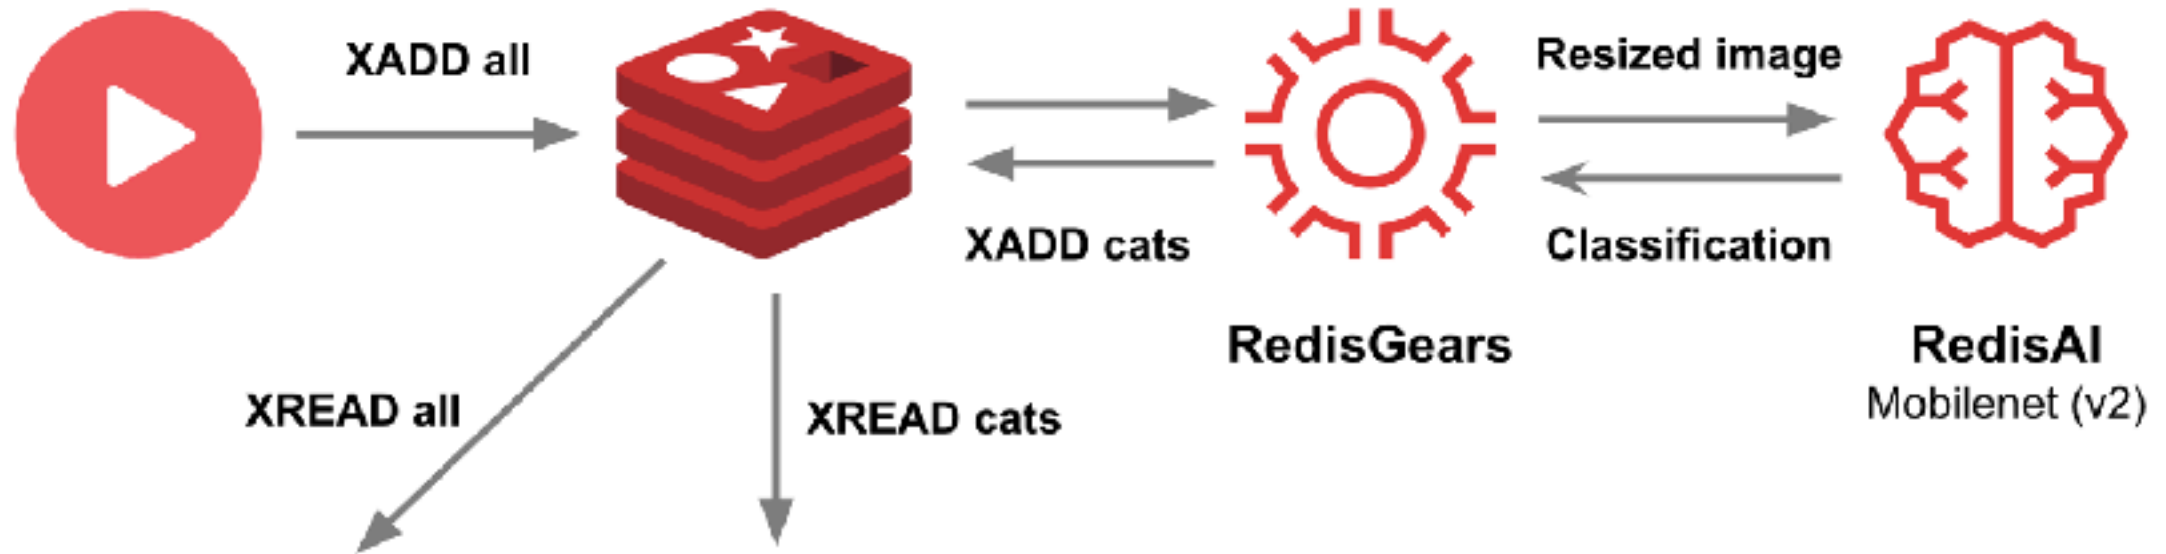 XADD all
Resized image
XADD cats
Classification
RedisGears
RedisAI
Mobilenet (v2)
XREAD all
XREAD cats